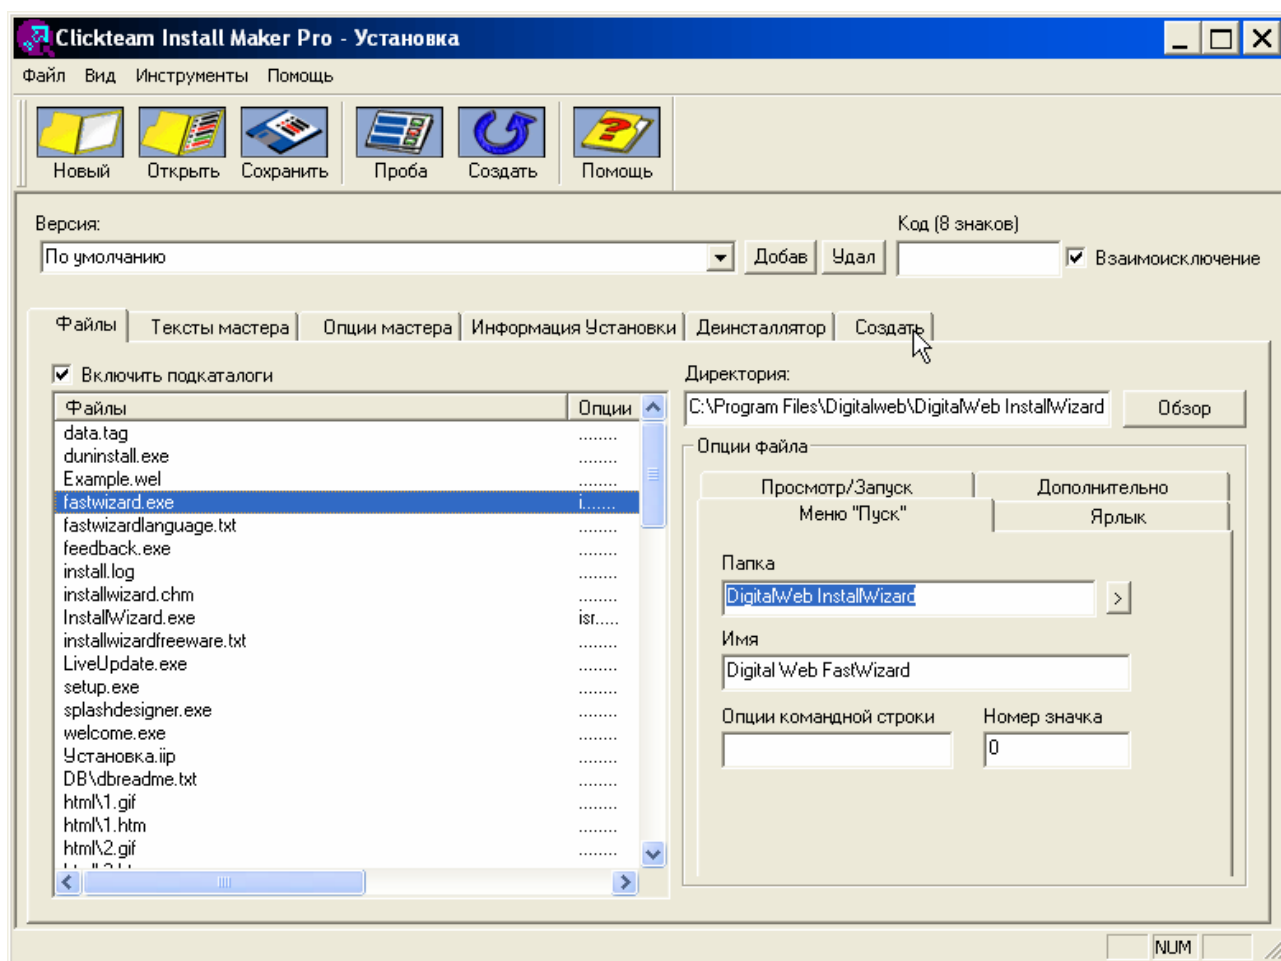 Clickteam Install Maker Pro - Установка
Файл Вид Инструменты Помощь
Новый Открыть Сохранить Проба Создать Помощь
Версия: Код (8 знаков)
По умолчанию Добав Удал Взаимоисключение
Файлы Тексты мастера Опции мастера Информация Установки Деинсталлятор Создать
Включить подкаталоги
Файлы Опции
data.tag ........
duninstall.exe ........
Example.wel ........
fastwizard.exe i.......
fastwizardlanguage.txt ........
feedback.exe ........
install.log ........
installwizard.chm ........
InstallWizard.exe isr.....
installwizardfreeware.txt ........
LiveUpdate.exe ........
setup.exe ........
splashdesigner.exe ........
welcome.exe ........
Установка.iip ........
DB\dbreadme.txt ........
html\1.gif ........
html\1.htm ........
html\2.gif ........
Директория:
C:\Program Files\Digitalweb\DigitalWeb InstallWizard Обзор
Опции файла
Просмотр/Запуск Дополнительно
Меню "Пуск" Ярлык
Папка
DigitalWeb InstallWizard >
Имя
Digital Web FastWizard
Опции командной строки Номер значка
0
NUM